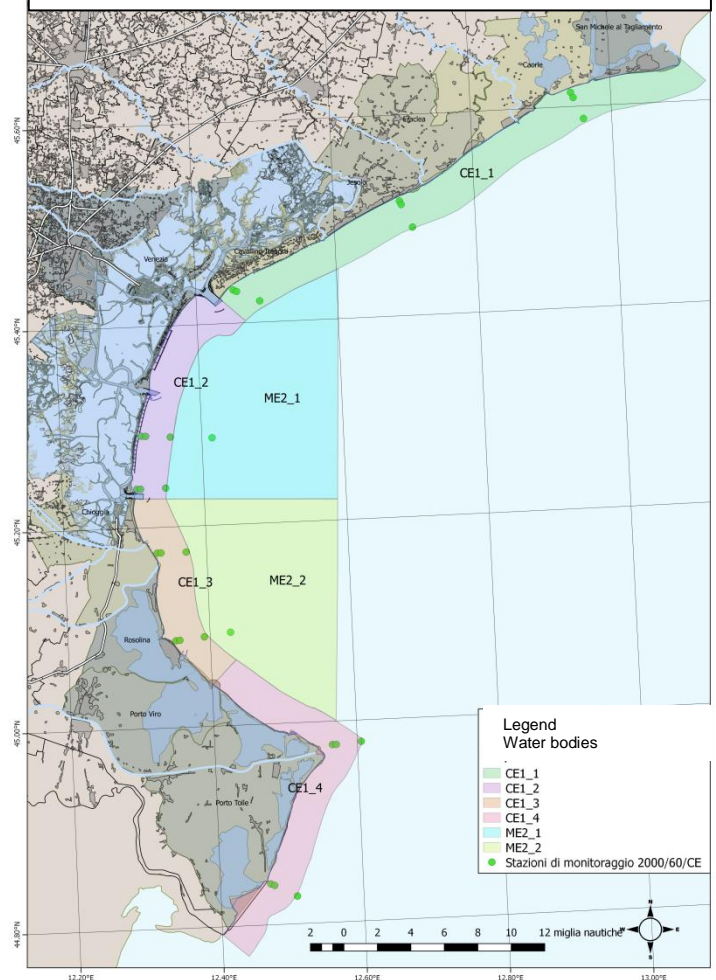 San Michele al Tagliamento
Caorle
Eraclea
45.60°N
CE1_1
Jesolo
Cavallino-Treporti
Venezia
45.40°N
CE1_2
ME2_1
Chioggia
45.20°N
CE1_3
ME2_2
Rosolina
Porto Viro
45.00°N
CE1_4
Porto Tolle
Legend
Water bodies
CE1_1
CE1_2
CE1_3
CE1_4
ME2_1
ME2_2
Stazioni di monitoraggio 2000/60/CE
N
W
E
S
2 0 2 4 6 8 10 12 miglia nautiche
44.80°N
12.20°E 12.40°E 12.60°E 12.80°E 13.00°E